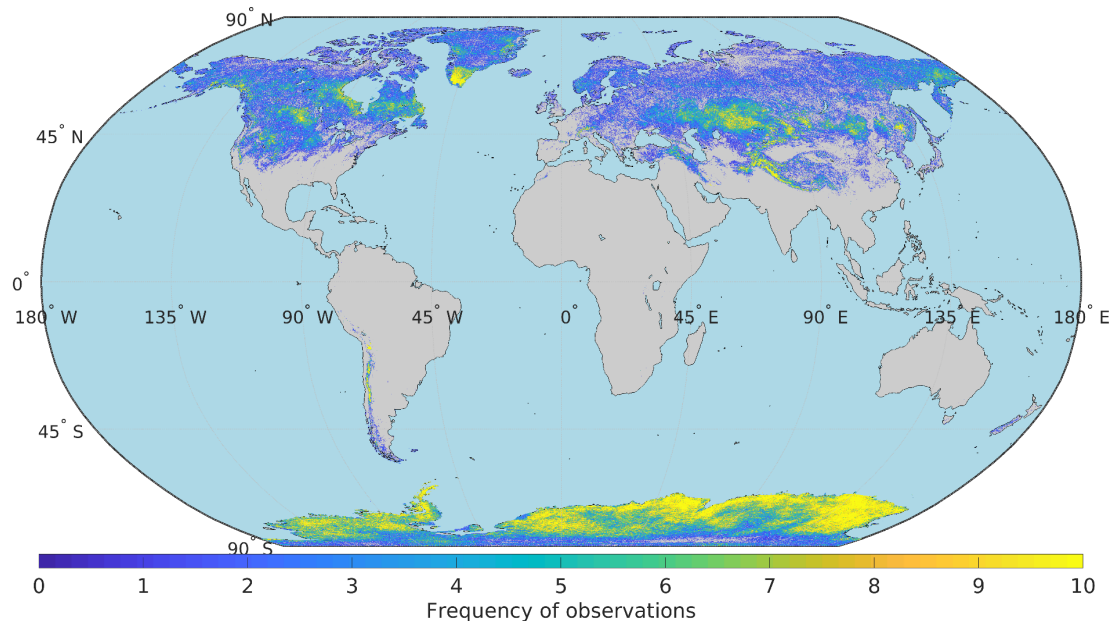 90° N
45° N
0°
180° W 135° W 90° W 45° W 0° 45° E 90° E 135° E 180° E
45° S
90° S
0 1 2 3 4 5 6 7 8 9 10
Frequency of observations